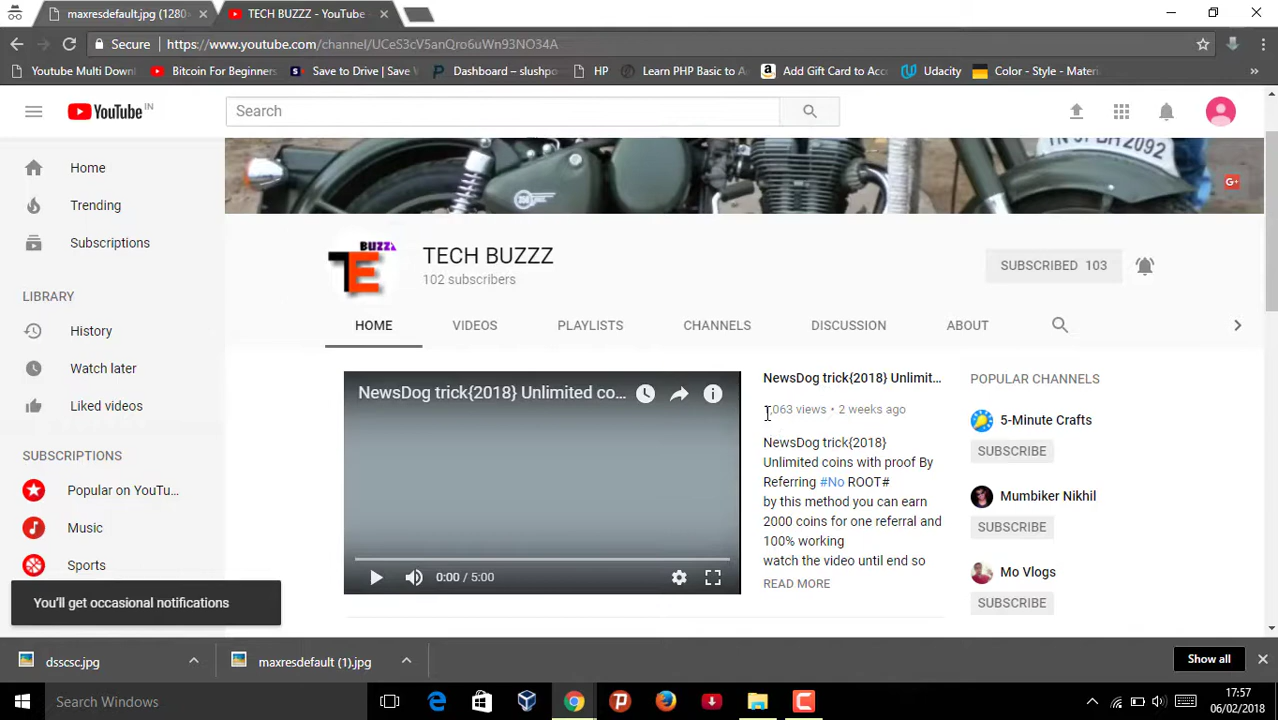 maxresdefault.jpg (1280×
TECH BUZZZ - YouTube
Secure
https://www.youtube.com/channel/UCeS3cV5anQro6uWn93NO34A
Youtube Multi Downl
Bitcoin For Beginners
Save to Drive | Save
Dashboard – slushpo
HP
Learn PHP Basic to A
Add Gift Card to Acc
Udacity
Color - Style - Materi
YouTube IN
Search
Home
Trending
Subscriptions
LIBRARY
History
Watch later
Liked videos
SUBSCRIPTIONS
Popular on YouTu...
Music
Sports
You'll get occasional notifications
BUZZ
TE
TECH BUZZZ
102 subscribers
SUBSCRIBED 103
HOME
VIDEOS
PLAYLISTS
CHANNELS
DISCUSSION
ABOUT
NewsDog trick{2018} Unlimited co...
0:00 / 5:00
NewsDog trick{2018} Unlimit...
,063 views • 2 weeks ago
NewsDog trick{2018}
Unlimited coins with proof By
Referring #No ROOT#
by this method you can earn
2000 coins for one referral and
100% working
watch the video until end so
READ MORE
POPULAR CHANNELS
5-Minute Crafts
SUBSCRIBE
Mumbiker Nikhil
SUBSCRIBE
Mo Vlogs
SUBSCRIBE
dsscsc.jpg
maxresdefault (1).jpg
Show all
Search Windows
17:57
06/02/2018